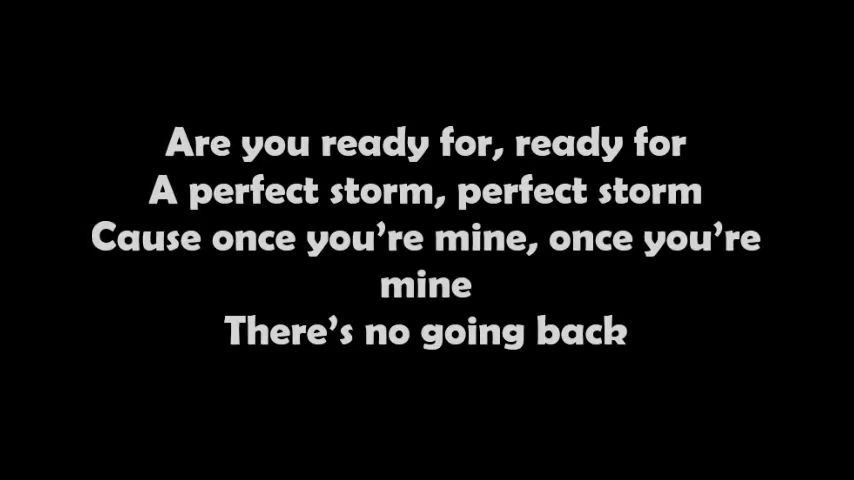 Are you ready for, ready for
A perfect storm, perfect storm
Cause once you’re mine, once you’re
mine
There’s no going back